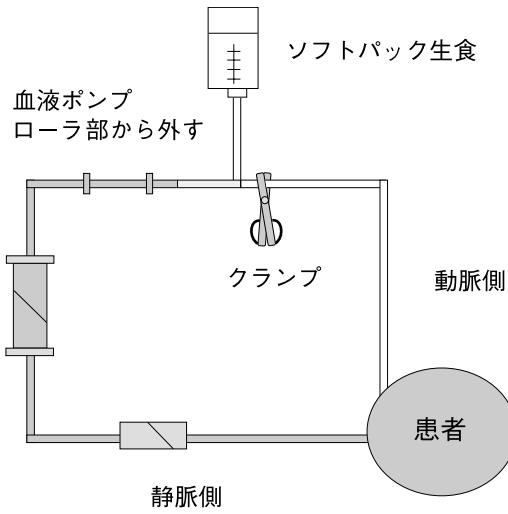 ソフトパック生食
血液ポンプ
ローラ部から外す
クランプ
動脈側
患者
静脈側